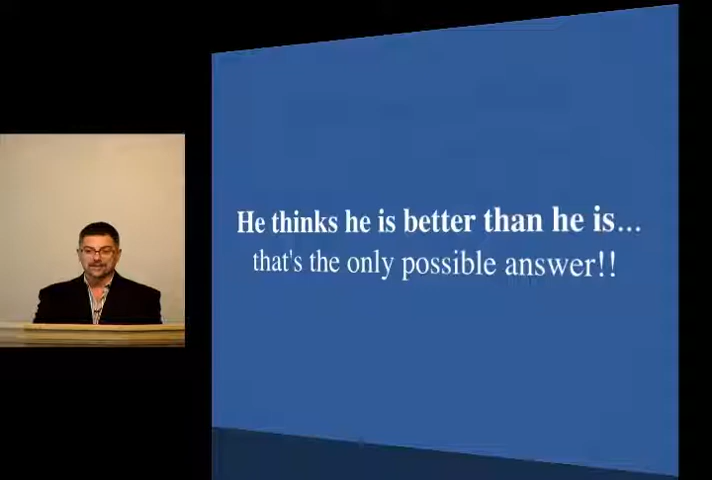 He thinks he is better than he is...
that's the only possible answer!!